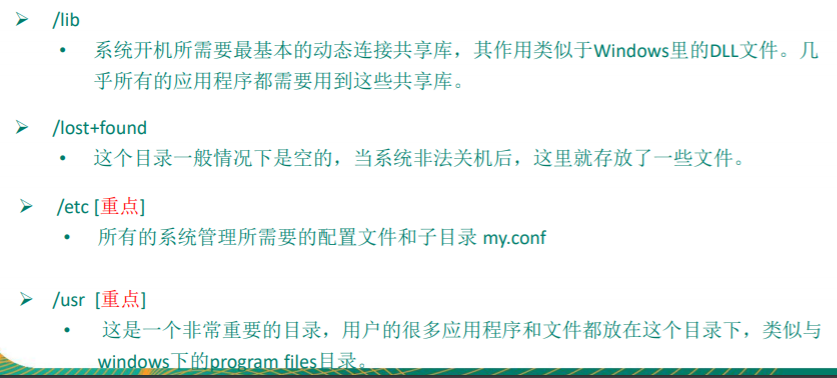 ➢ /lib
• 系统开机所需要最基本的动态连接共享库，其作用类似于Windows里的DLL文件。几
乎所有的应用程序都需要用到这些共享库。
➢ /lost+found
• 这个目录一般情况下是空的，当系统非法关机后，这里就存放了一些文件。
➢ /etc [重点]
• 所有的系统管理所需要的配置文件和子目录 my.conf
➢ /usr [重点]
• 这是一个非常重要的目录，用户的很多应用程序和文件都放在这个目录下，类似与
windows下的program files目录。